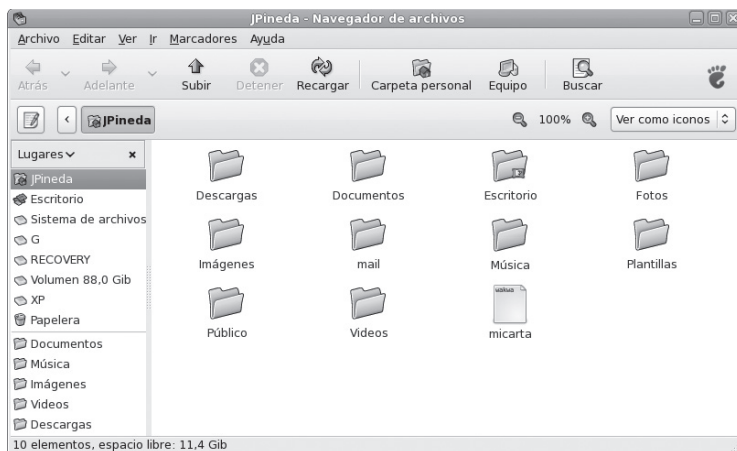 JPineda - Navegador de archivos
Archivo Editar Ver Ir Marcadores Ayuda
Atrás Adelante Subir Detener Recargar Carpeta personal Equipo Buscar
JPineda 100% Ver como iconos
Lugares
JPineda
Escritorio
Sistema de archivos
G
RECOVERY
Volumen 88,0 Gib
XP
Papelera
Documentos
Música
Imágenes
Videos
Descargas
Descargas Documentos Escritorio Fotos
Imágenes mail Música Plantillas
Público Videos micarta
10 elementos, espacio libre: 11,4 Gib